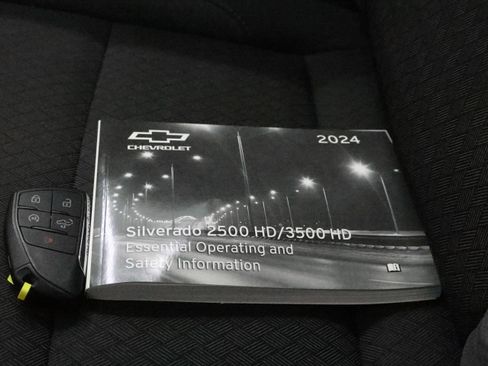 CHEVROLET
2024
Silverado 2500 HD/3500 HD
Essential Operating and
Safety Information